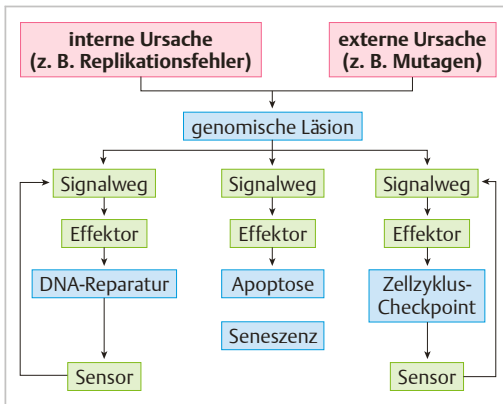 interne Ursache
(z. B. Replikationsfehler)
externe Ursache
(z. B. Mutagen)
genomische Läsion
Signalweg
Signalweg
Signalweg
Effektor
Effektor
Effektor
DNA-Reparatur
Apoptose
Zellzyklus-
Checkpoint
Seneszenz
Sensor
Sensor